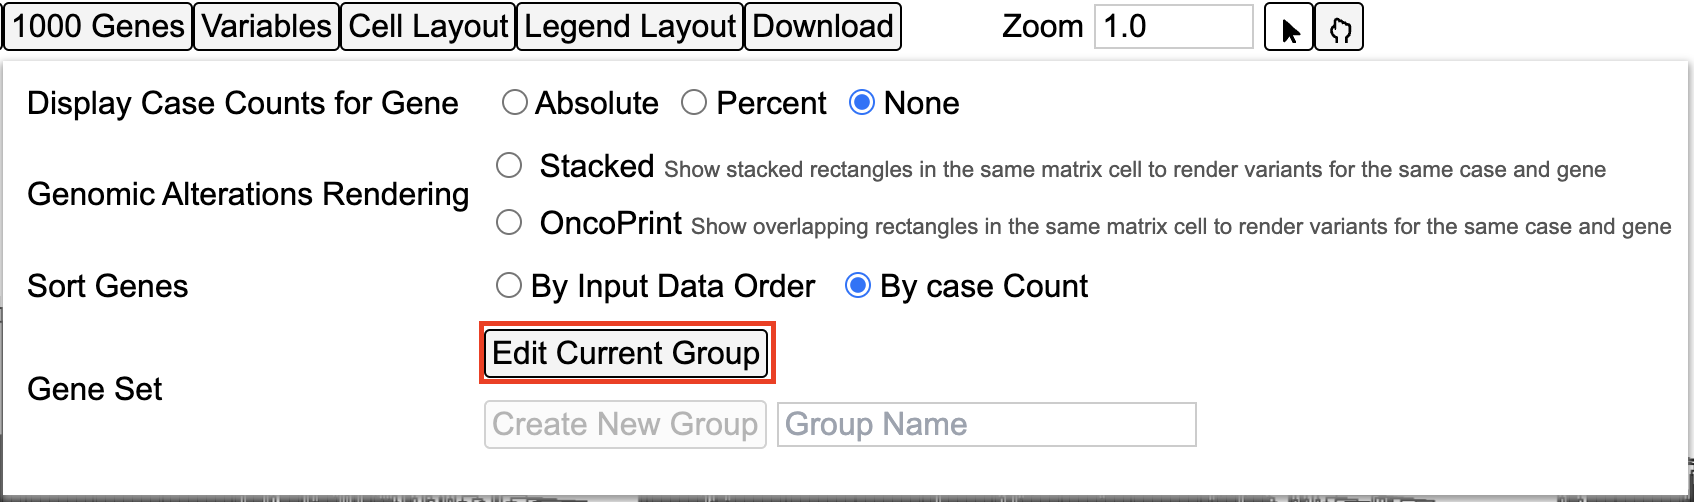 1000 Genes Variables Cell Layout Legend Layout Download Zoom 1.0
Display Case Counts for Gene Absolute Percent None
Genomic Alterations Rendering
Stacked Show stacked rectangles in the same matrix cell to render variants for the same case and gene
OncoPrint Show overlapping rectangles in the same matrix cell to render variants for the same case and gene
Sort Genes By Input Data Order By case Count
Gene Set
Edit Current Group
Create New Group Group Name